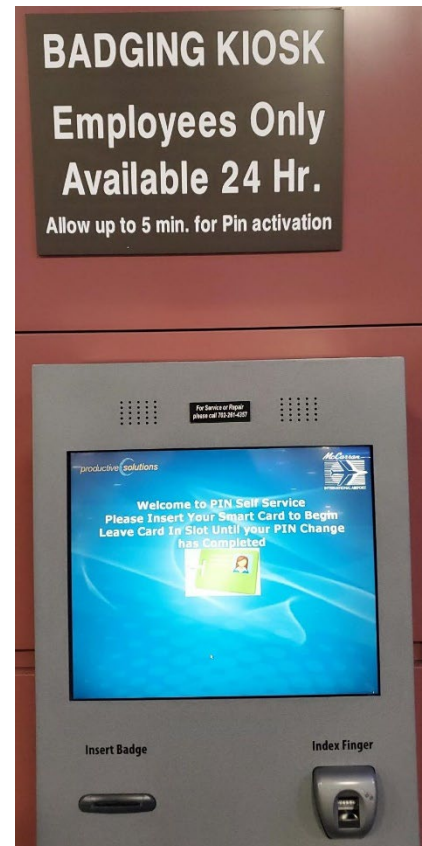 BADGING KIOSK
Employees Only
Available 24 Hr.
Allow up to 5 min. for Pin activation
For Service or Repair
please call 702-261-4357
productive solutions
McCarran
INTERNATIONAL AIRPORT
Welcome to PIN Self Service
Please Insert Your Smart Card to Begin
Leave Card In Slot Until your PIN Change
has Completed
Insert Badge
Index Finger